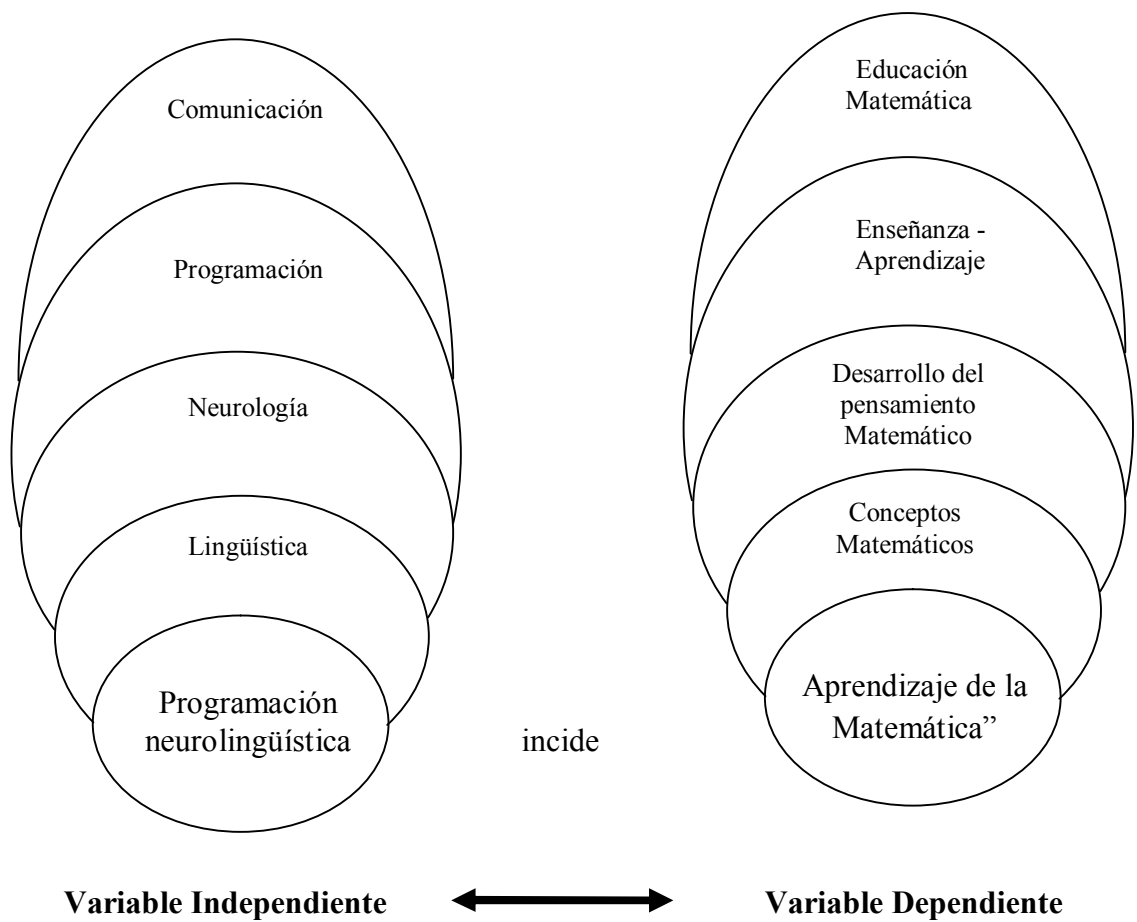 Comunicación
Programación
Neurología
Lingüística
Programación
neurolingüística
incide
Educación
Matemática
Enseñanza -
Aprendizaje
Desarrollo del
pensamiento
Matemático
Conceptos
Matemáticos
Aprendizaje de la
Matemática”
Variable Independiente
Variable Dependiente